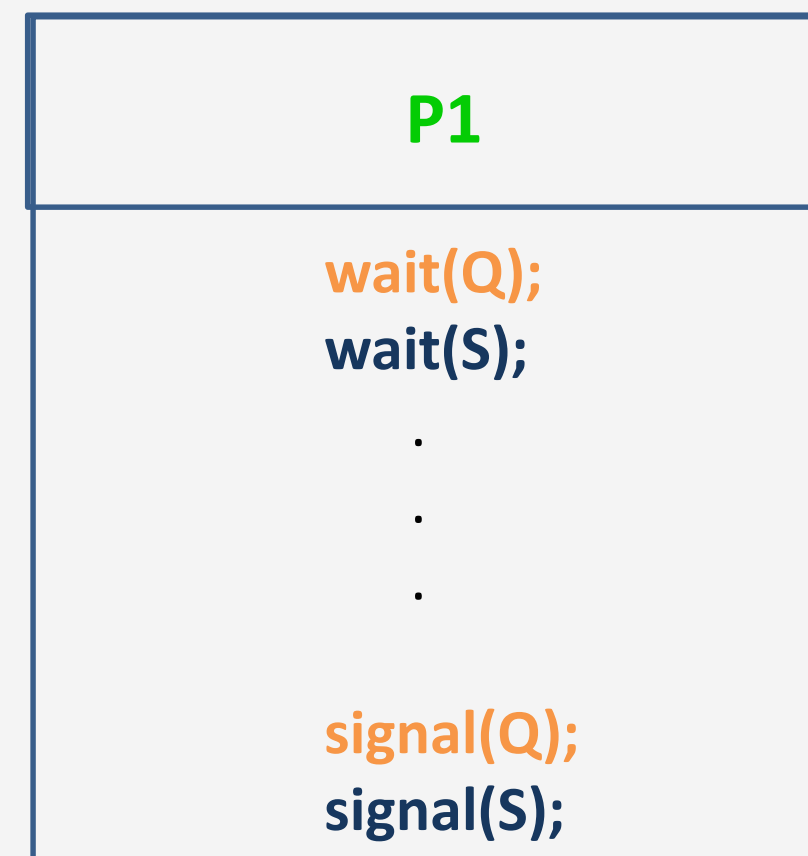 P1
wait(Q);
wait(S);
.
.
.
signal(Q);
signal(S);